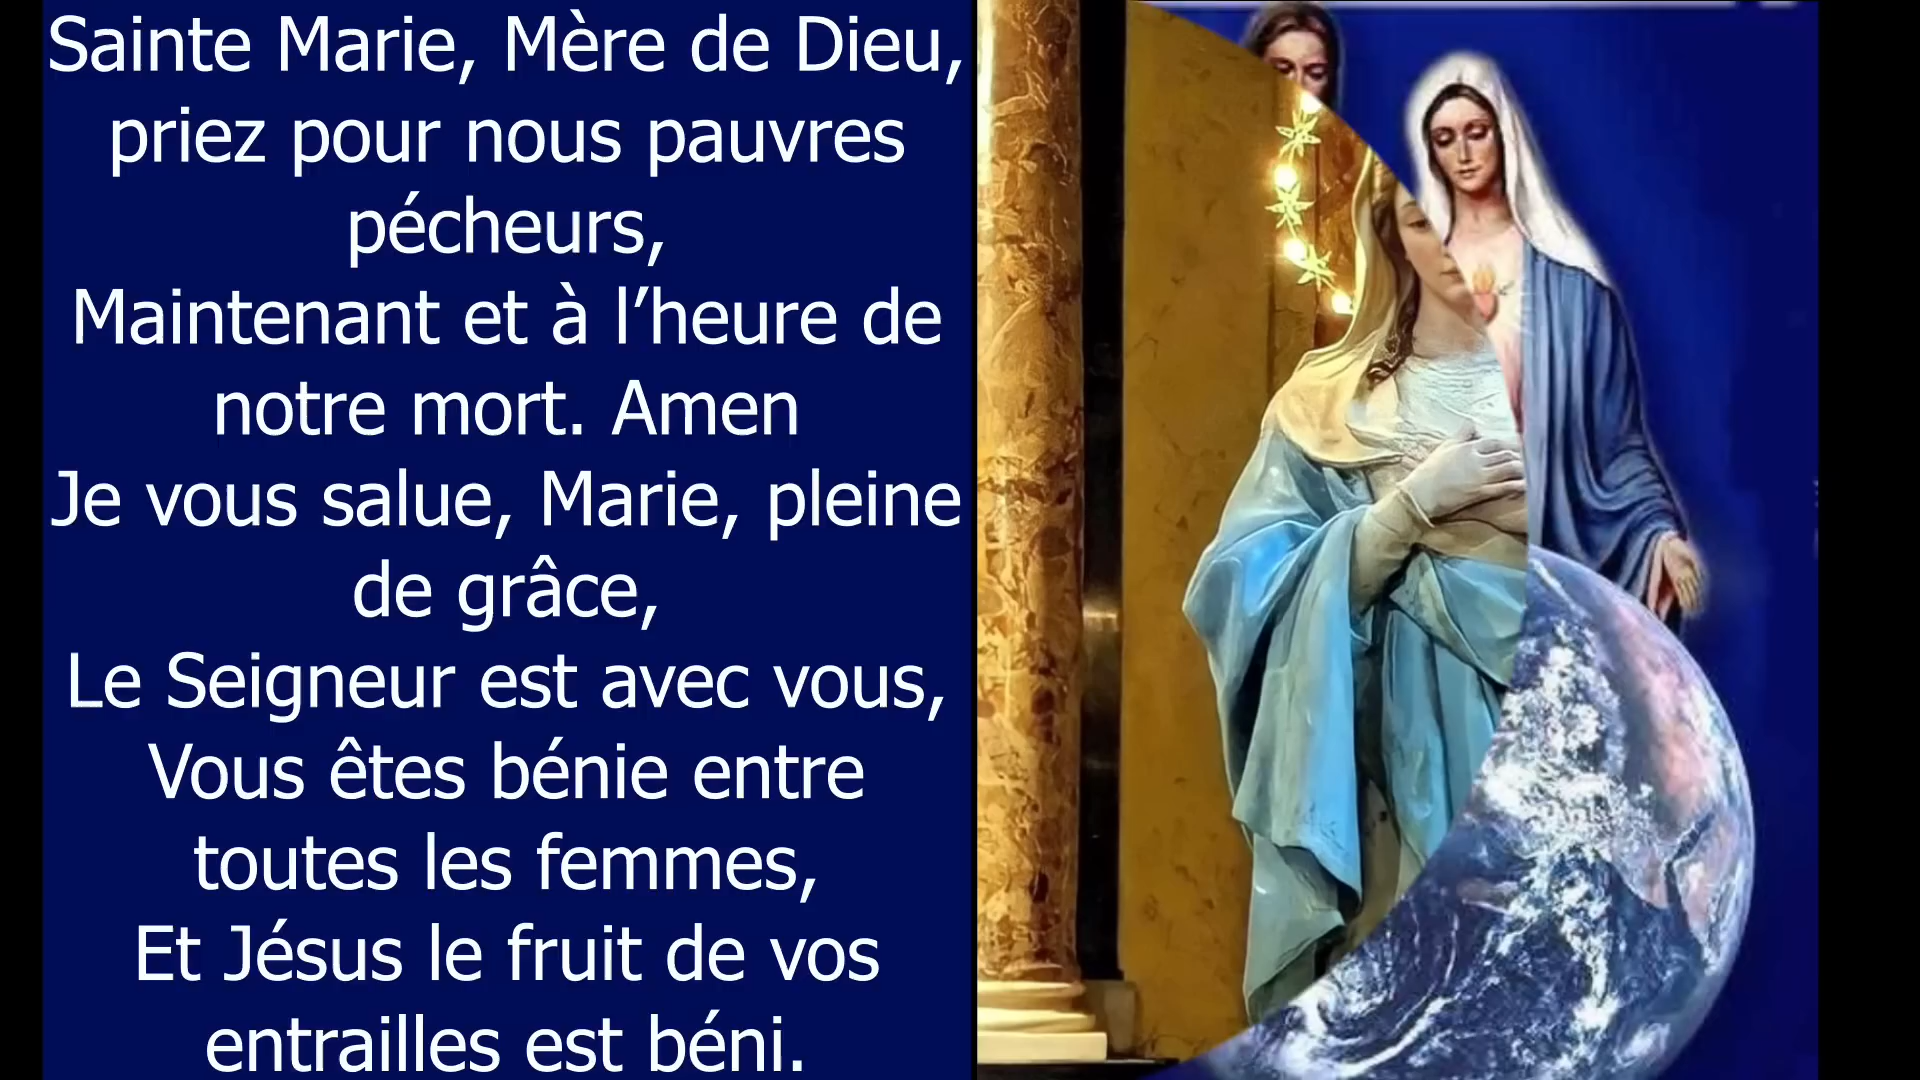 Sainte Marie, Mère de Dieu,
priez pour nous pauvres
pécheurs,
Maintenant et à l’heure de
notre mort. Amen
Je vous salue, Marie, pleine
de grâce,
Le Seigneur est avec vous,
Vous êtes bénie entre
toutes les femmes,
Et Jésus le fruit de vos
entrailles est béni.